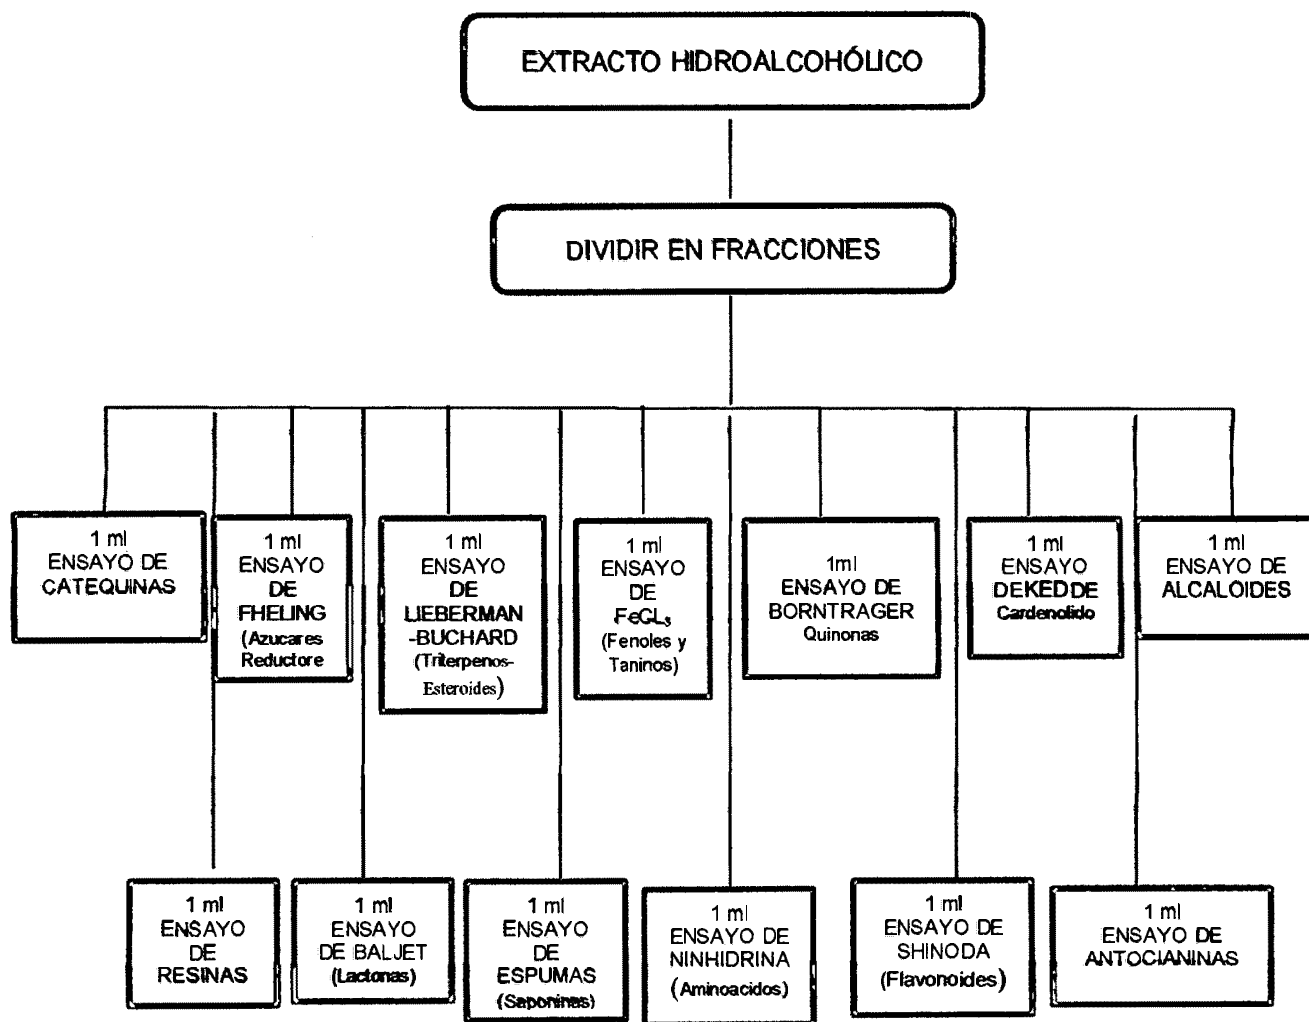 EXTRACTO HIDROALCOHÓLICO
DIVIDIR EN FRACCIONES
1 ml
ENSAYO DE
CATEQUINAS
1 ml
ENSAYO
DE
FHELING
(Azucares
Reductore
1 ml
ENSAYO
DE
LIEBERMAN
-BUCHARD
(Triterpenos-
Esteroides)
1 ml
ENSAYO
DE
FeCL₃
(Fenoles y
Taninos)
1ml
ENSAYO DE
BORNTRAGER
Quinonas
1 ml
ENSAYO
DE KED DE
Cardenolido
1 ml
ENSAYO DE
ALCALOIDES
1 ml
ENSAYO
DE
RESINAS
1 ml
ENSAYO
DE BALJET
(Lactonas)
1 ml
ENSAYO
DE
ESPUMAS
(Saponinas)
1 ml
ENSAYO DE
NINHIDRINA
(Aminoacidos)
1 ml
ENSAYO DE
SHINODA
(Flavonoides)
1 ml
ENSAYO DE
ANTOCIANINAS